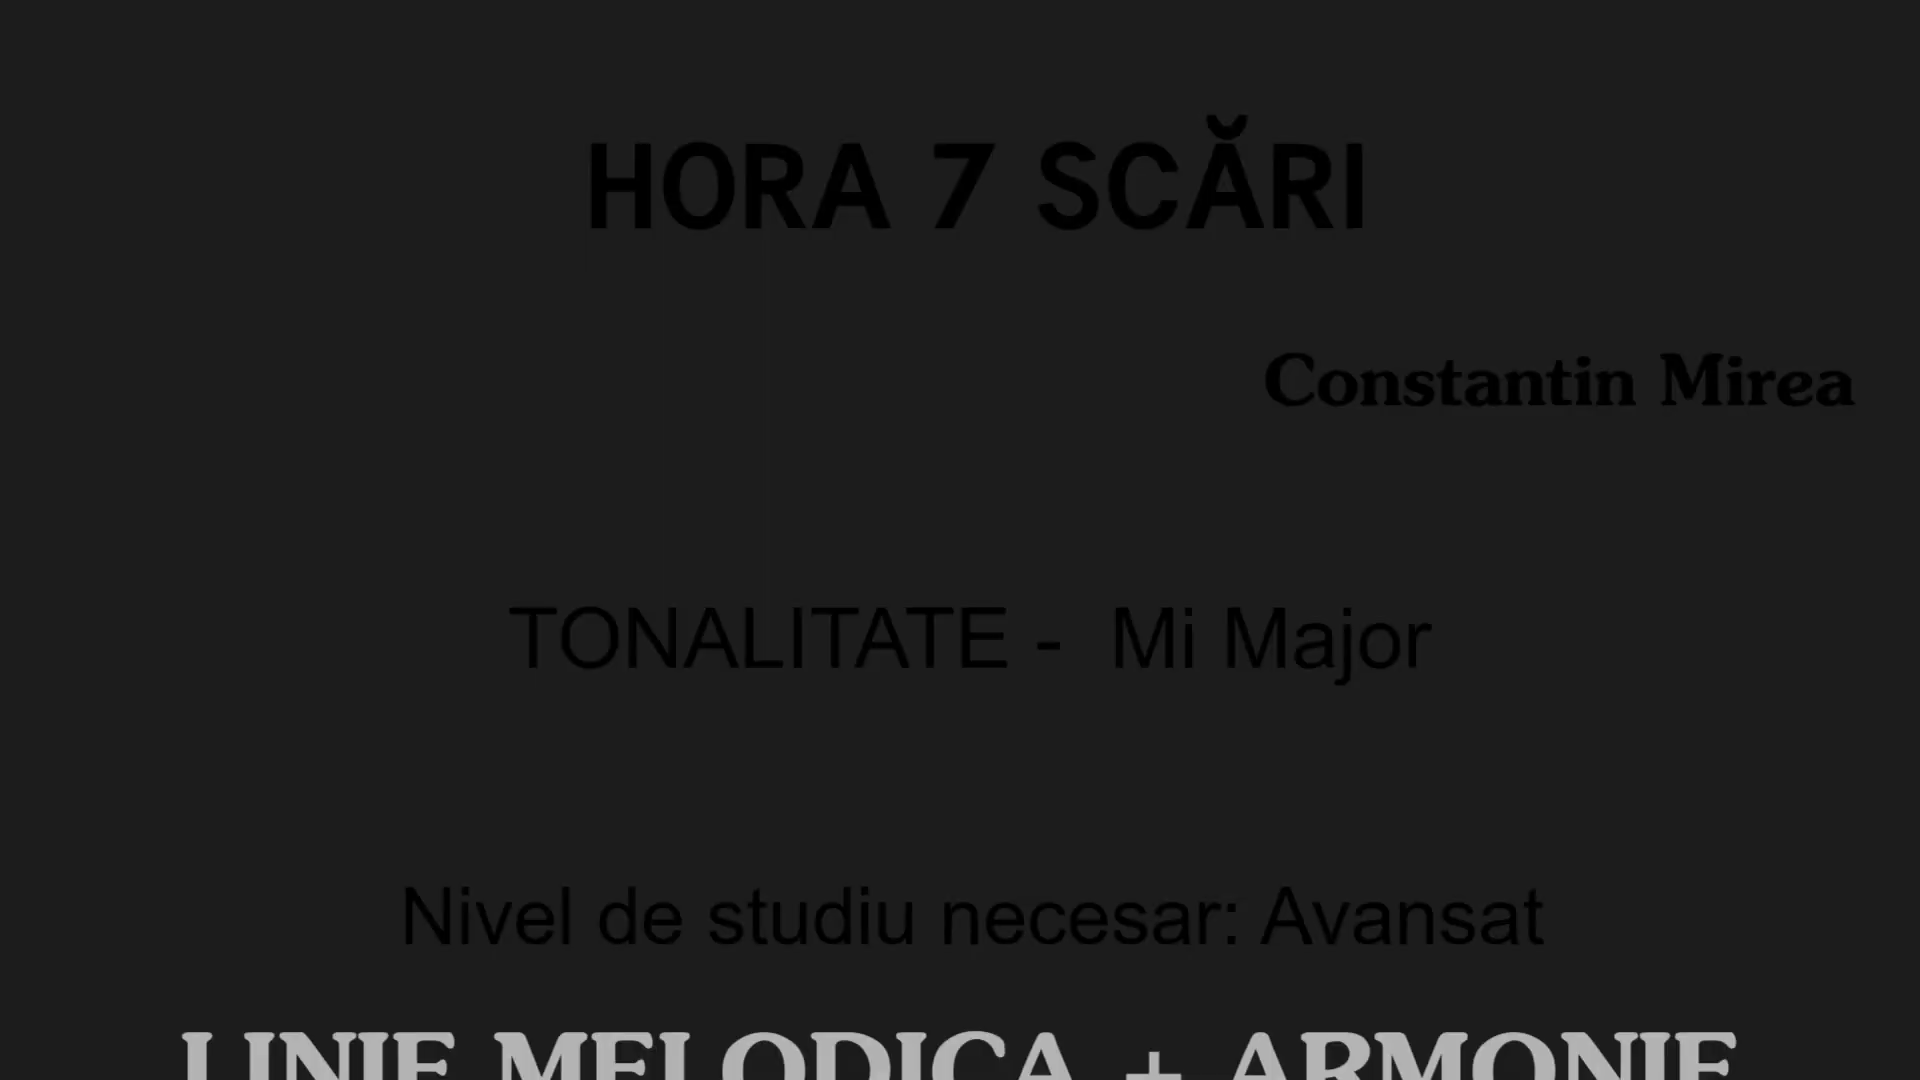 HORA 7 SCĂRI
Constantin Mirea
TONALITATE - Mi Major
Nivel de studiu necesar: Avansat
LINIE MELODICA + ARMONIE